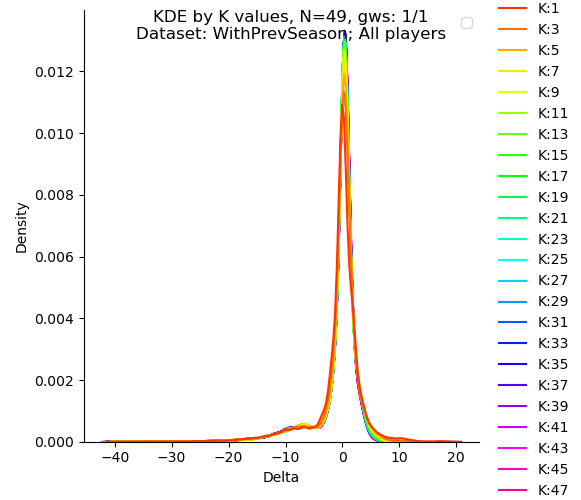 KDE by K values, N=49, gws: 1/1
Dataset: WithPrevSeason; All players
Density
0.012
0.010
0.008
0.006
0.004
0.002
0.000
−40 −30 −20 −10 0 10 20
Delta
K:1
K:3
K:5
K:7
K:9
K:11
K:13
K:15
K:17
K:19
K:21
K:23
K:25
K:27
K:29
K:31
K:33
K:35
K:37
K:39
K:41
K:43
K:45
K:47